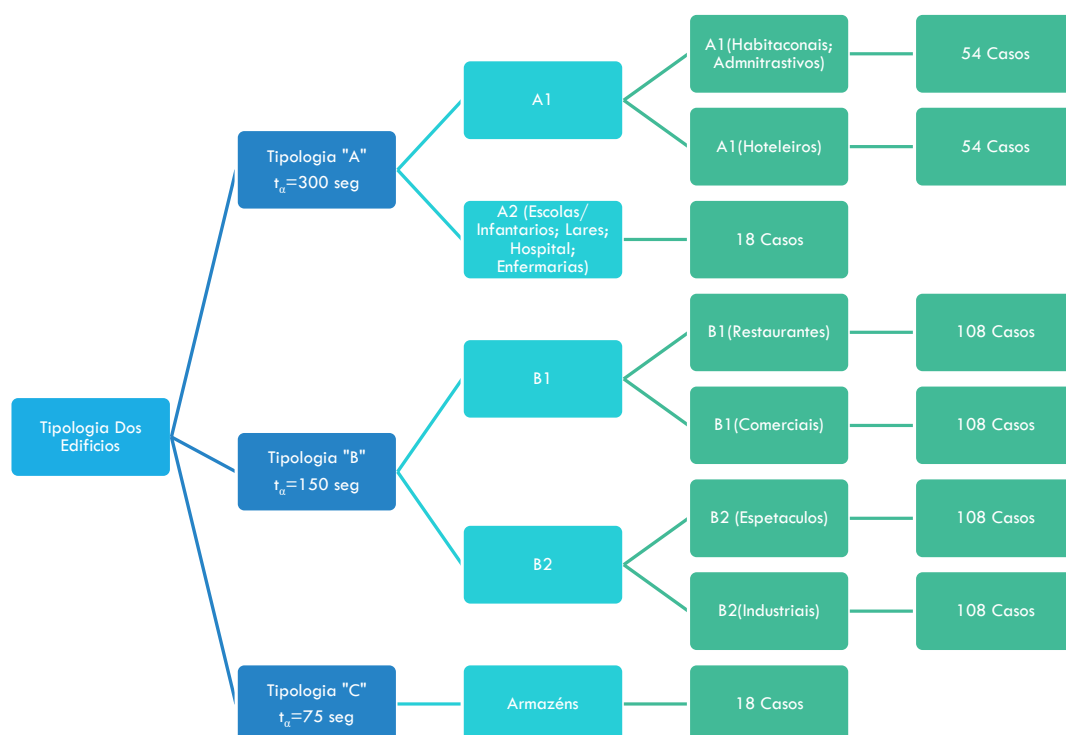 A1(Habitaconais;
Admnitrastivos)
54 Casos
A1
A1(Hoteleiros)
54 Casos
Tipologia "A"
tα=300 seg
A2 (Escolas/
Infantarios; Lares;
Hospital;
Enfermarias)
18 Casos
B1(Restaurantes)
108 Casos
B1
B1(Comerciais)
108 Casos
Tipologia Dos
Edificios
Tipologia "B"
tα=150 seg
B2 (Espetaculos)
108 Casos
B2
B2(Industriais)
108 Casos
Tipologia "C"
tα=75 seg
Armazéns
18 Casos